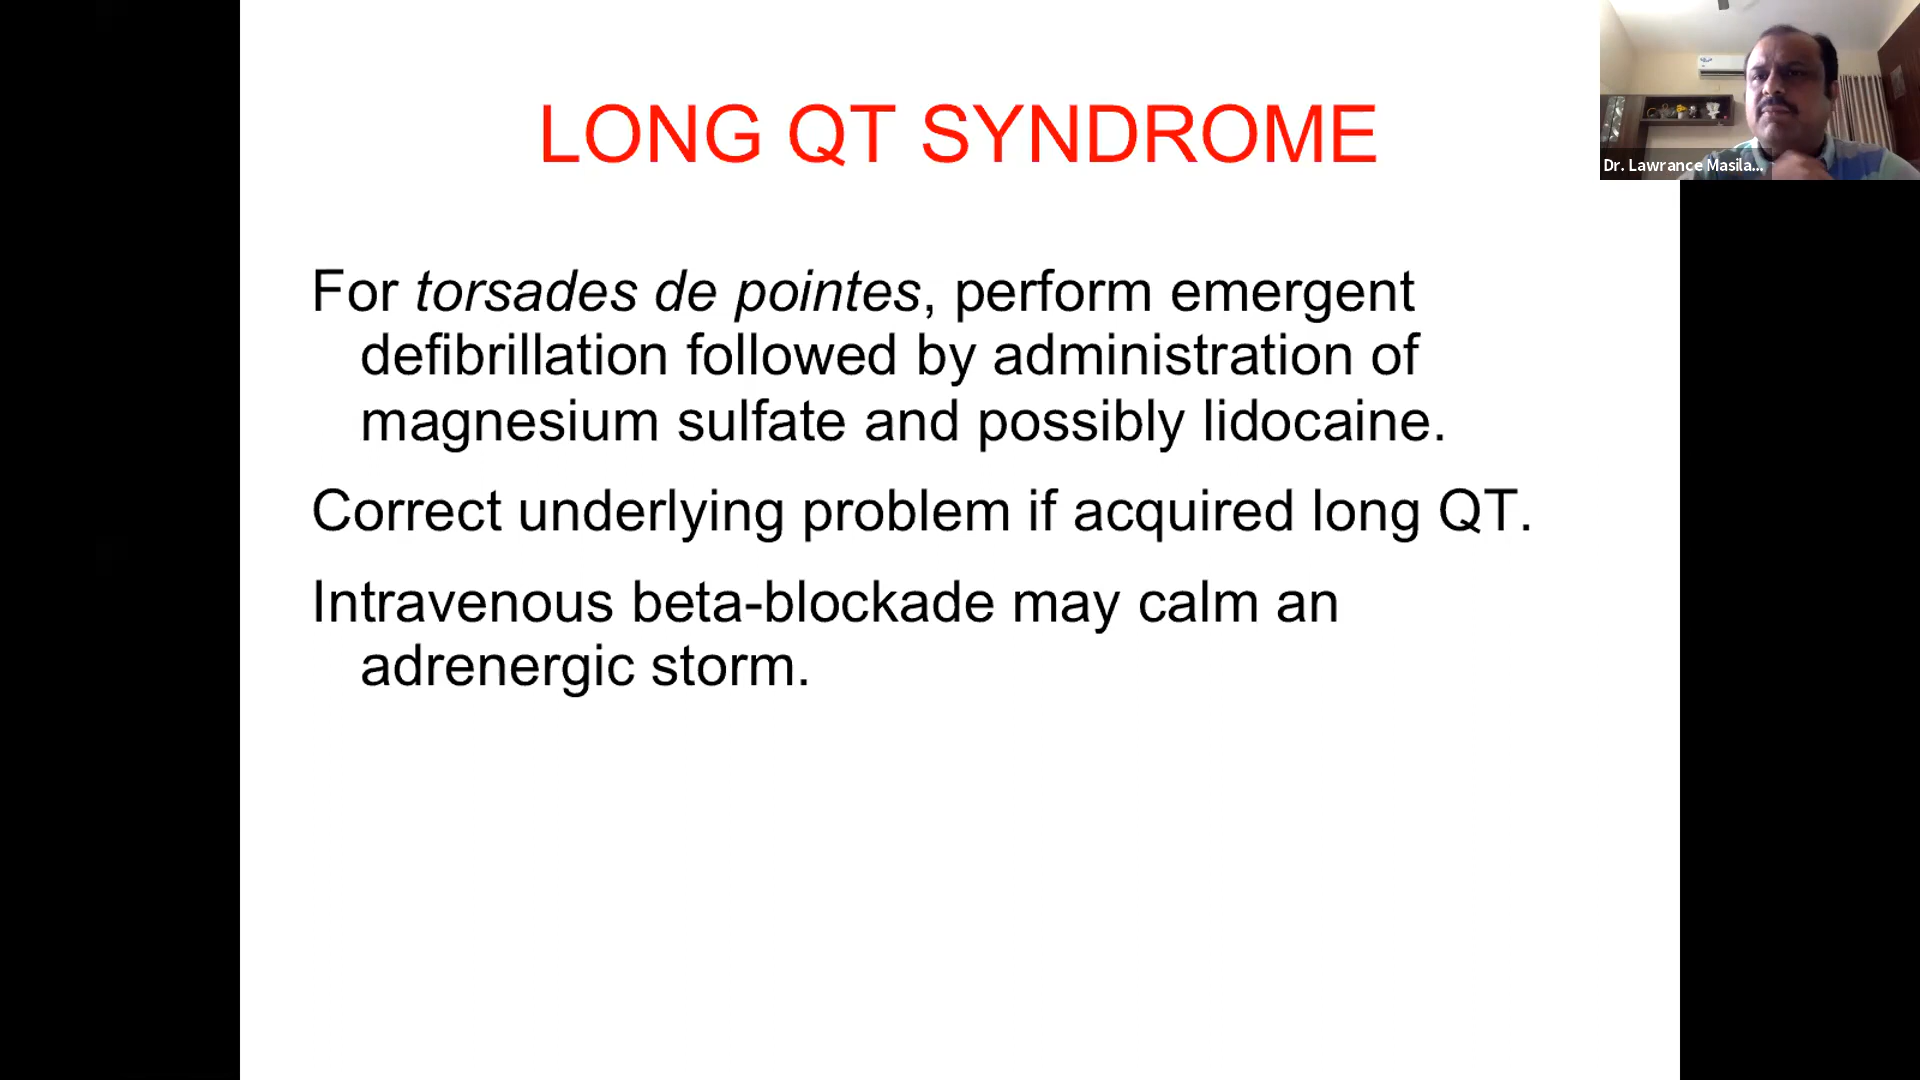 LONG QT SYNDROME
Dr. Lawrance Masila...
For torsades de pointes, perform emergent
defibrillation followed by administration of
magnesium sulfate and possibly lidocaine.
Correct underlying problem if acquired long QT.
Intravenous beta-blockade may calm an
adrenergic storm.